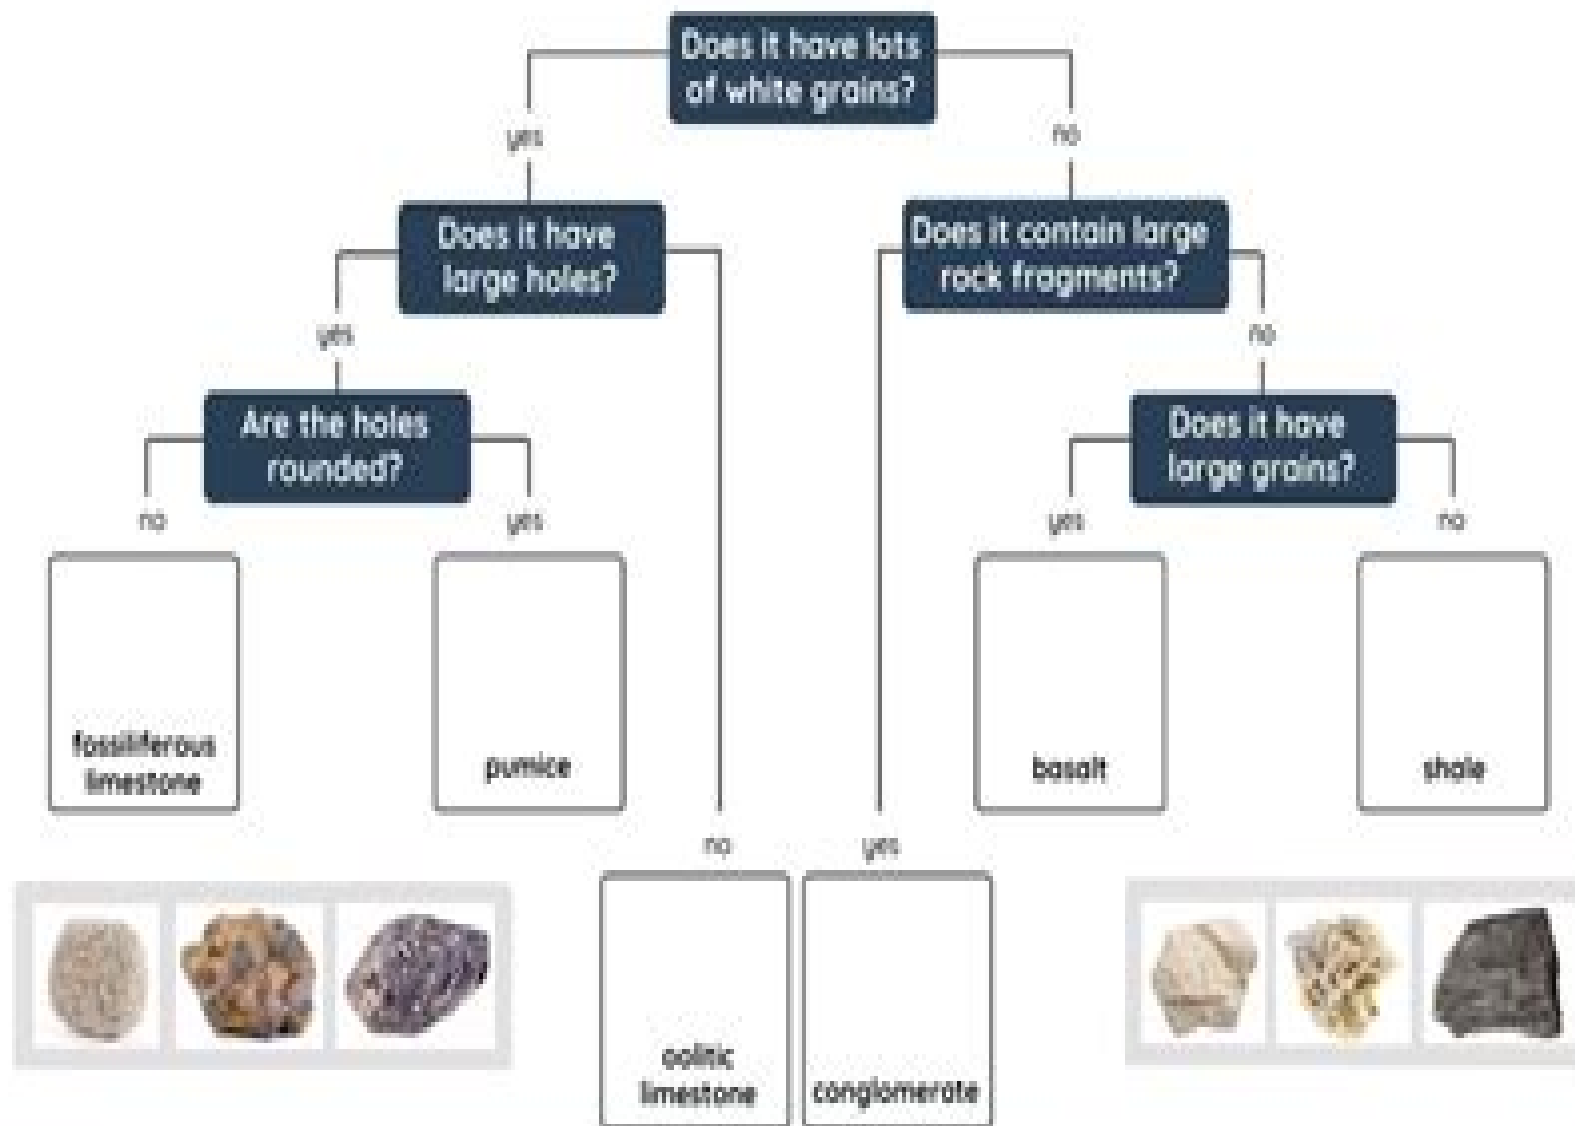 Does it have lots
of white grains?
yes
no
Does it have
large holes?
Does it contain large
rock fragments?
yes
no
Are the holes
rounded?
Does it have
large grains?
no
yes
yes
no
fossiliferous
limestone
pumice
basalt
shale
no
yes
oolitic
limestone
conglomerate